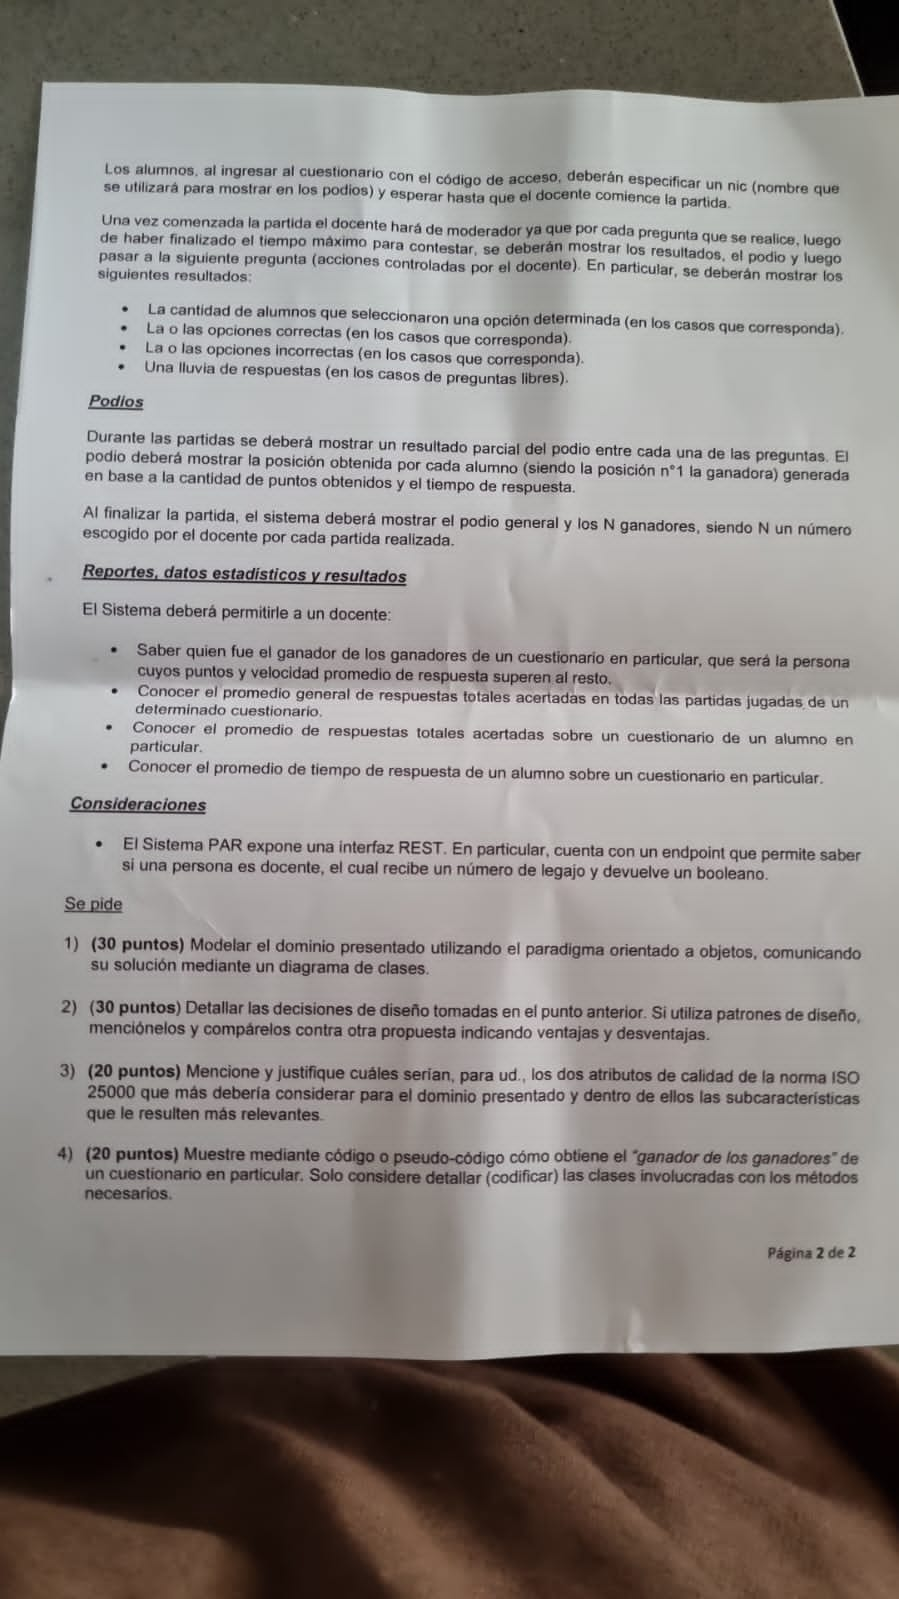 Los alumnos, al ingresar al cuestionario con el código de acceso, deberán especificar un nic (nombre que
se utilizará para mostrar en los podios) y esperar hasta que el docente comience la partida.
Una vez comenzada la partida el docente hará de moderador ya que por cada pregunta que se realice, luego
de haber finalizado el tiempo máximo para contestar, se deberán mostrar los resultados, el podio y luego
pasar a la siguiente pregunta (acciones controladas por el docente). En particular, se deberán mostrar los
siguientes resultados:
• La cantidad de alumnos que seleccionaron una opción determinada (en los casos que corresponda).
• La o las opciones correctas (en los casos que corresponda).
• La o las opciones incorrectas (en los casos que corresponda).
• Una lluvia de respuestas (en los casos de preguntas libres).
Podios
Durante las partidas se deberá mostrar un resultado parcial del podio entre cada una de las preguntas. El
podio deberá mostrar la posición obtenida por cada alumno (siendo la posición n°1 la ganadora) generada
en base a la cantidad de puntos obtenidos y el tiempo de respuesta.
Al finalizar la partida, el sistema deberá mostrar el podio general y los N ganadores, siendo N un número
escogido por el docente por cada partida realizada.
Reportes, datos estadísticos y resultados
El Sistema deberá permitirle a un docente:
• Saber quien fue el ganador de los ganadores de un cuestionario en particular, que será la persona
cuyos puntos y velocidad promedio de respuesta superen al resto.
• Conocer el promedio general de respuestas totales acertadas en todas las partidas jugadas de un
determinado cuestionario.
• Conocer el promedio de respuestas totales acertadas sobre un cuestionario de un alumno en
particular.
• Conocer el promedio de tiempo de respuesta de un alumno sobre un cuestionario en particular.
Consideraciones
• El Sistema PAR expone una interfaz REST. En particular, cuenta con un endpoint que permite saber
si una persona es docente, el cual recibe un número de legajo y devuelve un booleano.
Se pide
1) (30 puntos) Modelar el dominio presentado utilizando el paradigma orientado a objetos, comunicando
su solución mediante un diagrama de clases.
2) (30 puntos) Detallar las decisiones de diseño tomadas en el punto anterior. Si utiliza patrones de diseño,
menciónelos y compárelos contra otra propuesta indicando ventajas y desventajas.
3) (20 puntos) Mencione y justifique cuáles serían, para ud., los dos atributos de calidad de la norma ISO
25000 que más debería considerar para el dominio presentado y dentro de ellos las subcaracterísticas
que le resulten más relevantes.
4) (20 puntos) Muestre mediante código o pseudo-código cómo obtiene el "ganador de los ganadores" de
un cuestionario en particular. Solo considere detallar (codificar) las clases involucradas con los métodos
necesarios.
Página 2 de 2